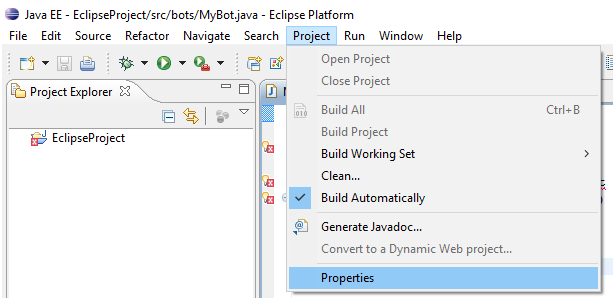 Java EE - EclipseProject/src/bots/MyBot.java - Eclipse Platform
File Edit Source Refactor Navigate Search Project Run Window Help
Project Explorer
EclipseProject
Open Project
Close Project
Build All Ctrl+B
Build Project
Build Working Set
Clean...
Build Automatically
Generate Javadoc...
Convert to a Dynamic Web project...
Properties